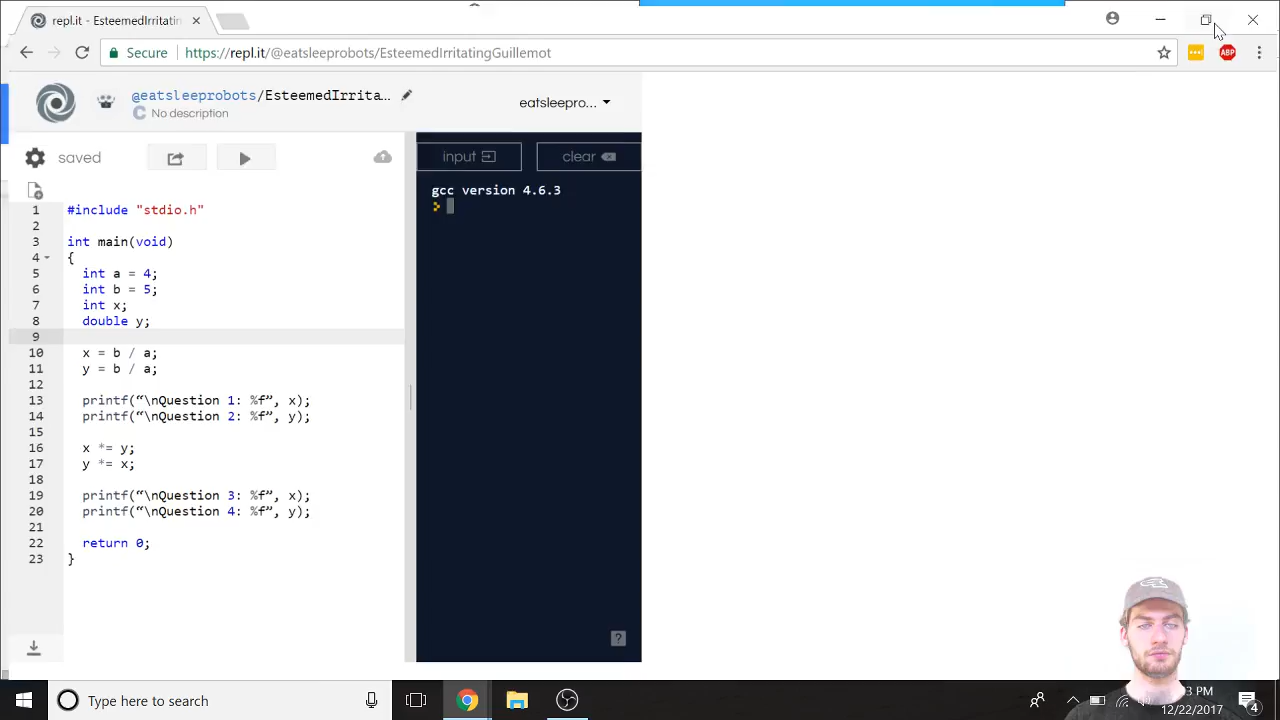 repl.it - EsteemedIrritatin
Secure https://repl.it/@eatsleeprobots/EsteemedIrritatingGuillemot
ABP
@eatsleeprobots/EsteemedIrrita...
C No description
eatsleepro...
saved
input
clear
gcc version 4.6.3
>
1 #include "stdio.h"
2
3 int main(void)
4 {
5 int a = 4;
6 int b = 5;
7 int x;
8 double y;
9
10 x = b / a;
11 y = b / a;
12
13 printf(“\nQuestion 1: %f”, x);
14 printf(“\nQuestion 2: %f”, y);
15
16 x *= y;
17 y *= x;
18
19 printf(“\nQuestion 3: %f”, x);
20 printf(“\nQuestion 4: %f”, y);
21
22 return 0;
23 }
?
Type here to search
3 PM
12/22/2017
4